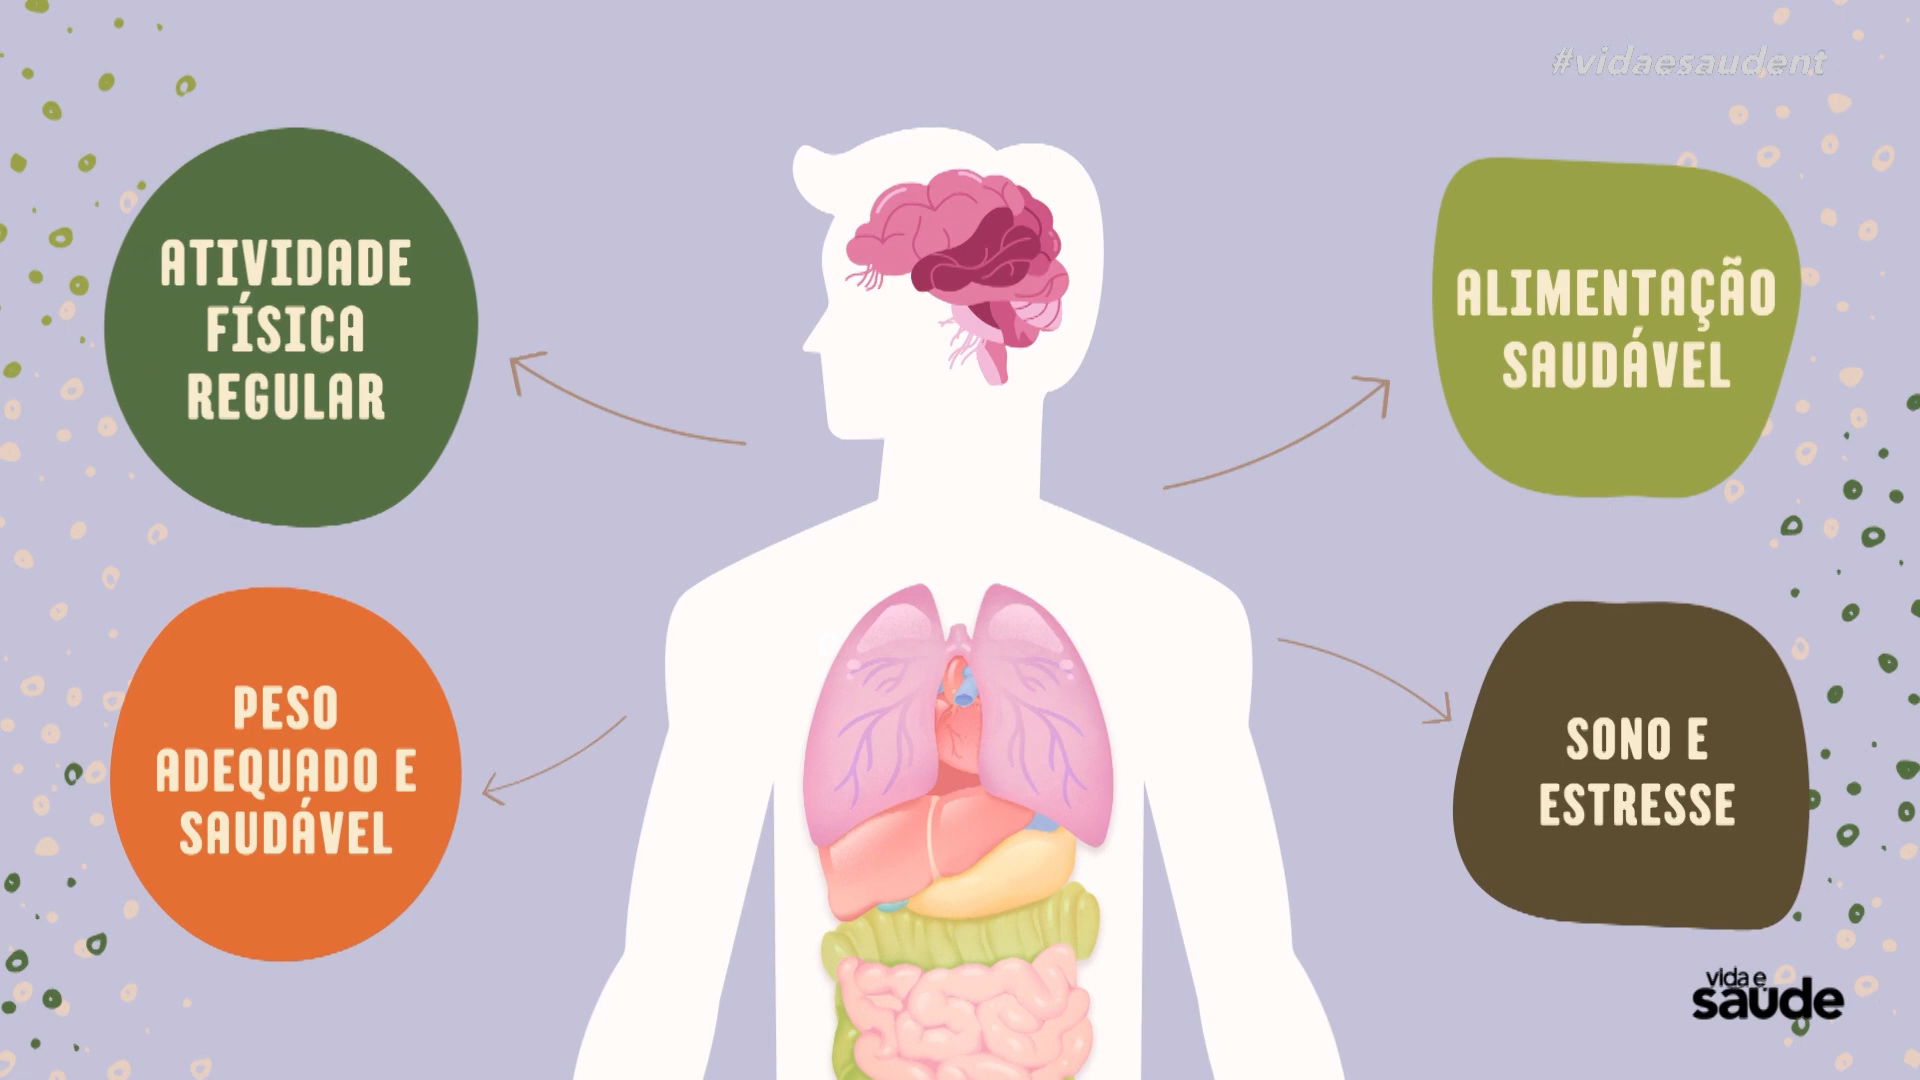 #vidaesaudent
ATIVIDADE
FÍSICA
REGULAR
ALIMENTAÇÃO
SAUDÁVEL
PESO
ADEQUADO E
SAUDÁVEL
SONO E
ESTRESSE
vida e
saúde